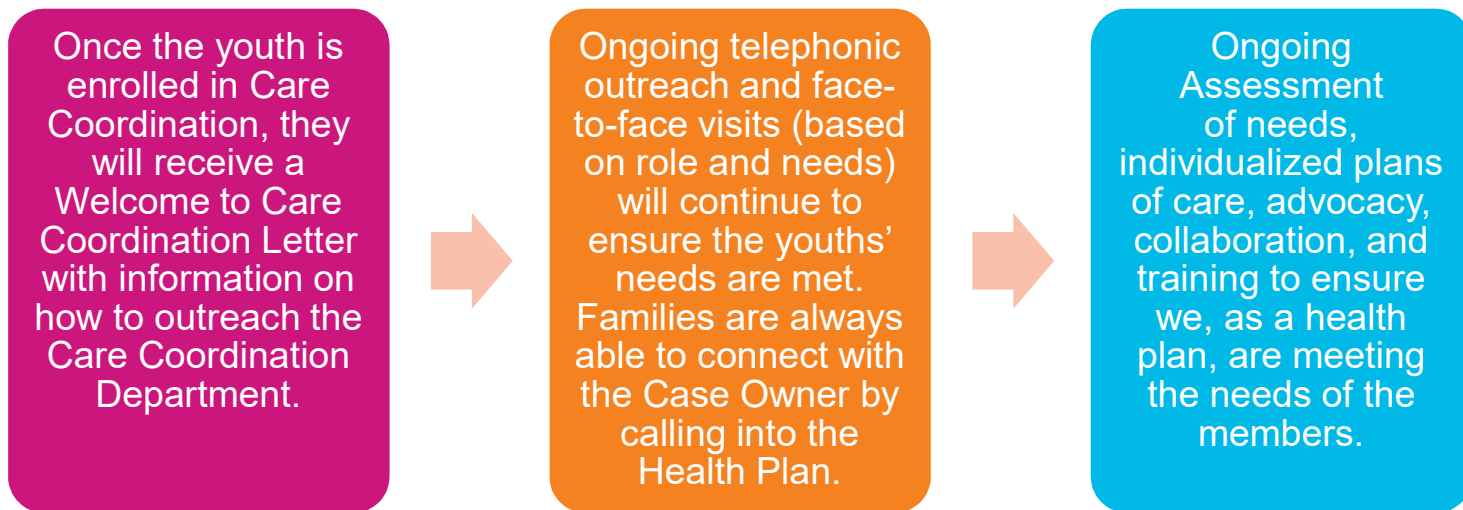 Once the youth is
enrolled in Care
Coordination, they
will receive a
Welcome to Care
Coordination Letter
with information on
how to outreach the
Care Coordination
Department.
Ongoing telephonic
outreach and face-
to-face visits (based
on role and needs)
will continue to
ensure the youths’
needs are met.
Families are always
able to connect with
the Case Owner by
calling into the
Health Plan.
Ongoing
Assessment
of needs,
individualized plans
of care, advocacy,
collaboration, and
training to ensure
we, as a health
plan, are meeting
the needs of the
members.